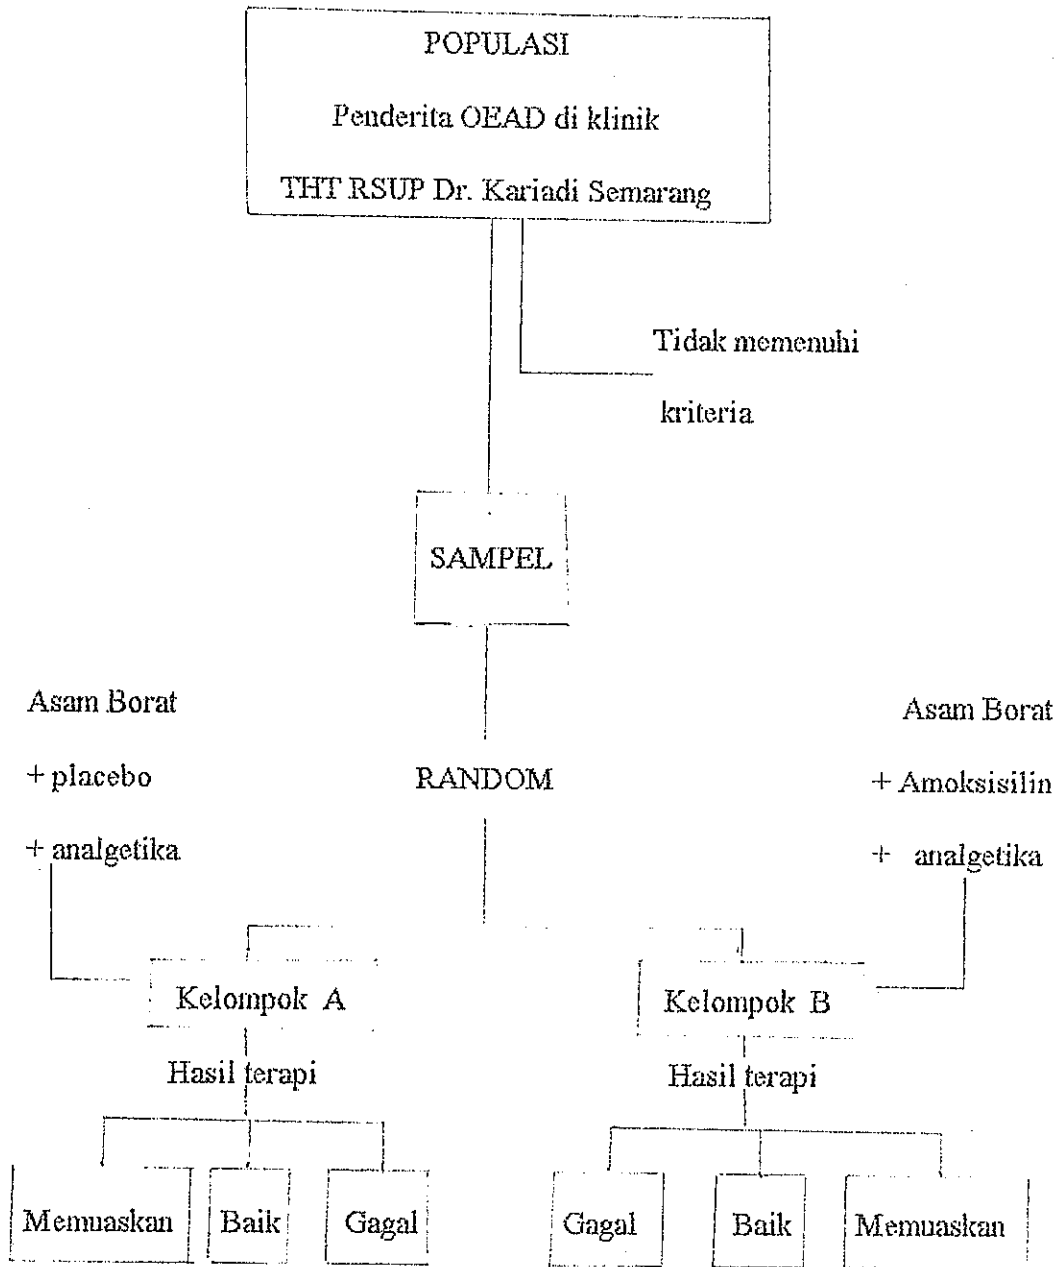 POPULASI
Penderita OEAD di klinik
THT RSUP Dr. Kariadi Semarang
Tidak memenuhi
kriteria
SAMPEL
Asam Borat
+ placebo
+ analgetika
RANDOM
Asam Borat
+ Amoksisilin
+ analgetika
Kelompok A
Kelompok B
Hasil terapi
Hasil terapi
Memuaskan
Baik
Gagal
Gagal
Baik
Memuaskan